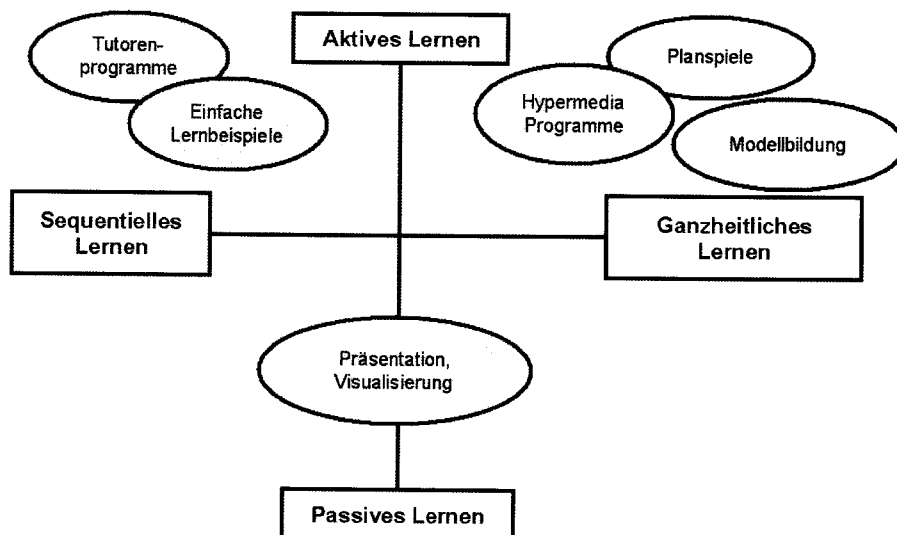 Tutoren-
programme
Aktives Lernen
Planspiele
Einfache
Lernbeispiele
Hypermedia
Programme
Modellbildung
Sequentielles
Lernen
Ganzheitliches
Lernen
Präsentation,
Visualisierung
Passives Lernen